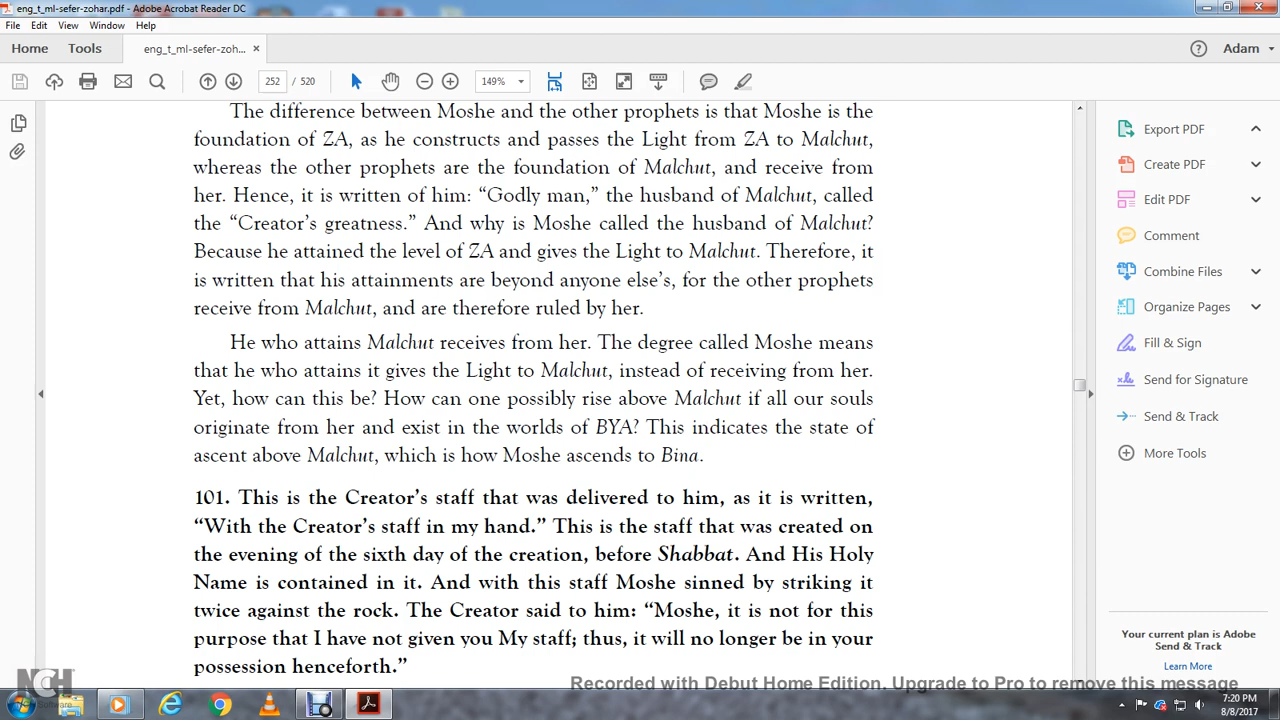 eng_t_ml-sefer-zohar.pdf - Adobe Acrobat Reader DC
File Edit View Window Help
Home Tools eng_t_ml-sefer-zoh... × Adam
252 / 520 149%
The difference between Moshe and the other prophets is that Moshe is the
foundation of ZA, as he constructs and passes the Light from ZA to Malchut,
whereas the other prophets are the foundation of Malchut, and receive from
her. Hence, it is written of him: “Godly man,” the husband of Malchut, called
the “Creator’s greatness.” And why is Moshe called the husband of Malchut?
Because he attained the level of ZA and gives the Light to Malchut. Therefore, it
is written that his attainments are beyond anyone else’s, for the other prophets
receive from Malchut, and are therefore ruled by her.
He who attains Malchut receives from her. The degree called Moshe means
that he who attains it gives the Light to Malchut, instead of receiving from her.
Yet, how can this be? How can one possibly rise above Malchut if all our souls
originate from her and exist in the worlds of BYA? This indicates the state of
ascent above Malchut, which is how Moshe ascends to Bina.
101. This is the Creator’s staff that was delivered to him, as it is written,
“With the Creator’s staff in my hand.” This is the staff that was created on
the evening of the sixth day of the creation, before Shabbat. And His Holy
Name is contained in it. And with this staff Moshe sinned by striking it
twice against the rock. The Creator said to him: “Moshe, it is not for this
purpose that I have not given you My staff; thus, it will no longer be in your
possession henceforth.”
Export PDF
Create PDF
Edit PDF
Comment
Combine Files
Organize Pages
Fill & Sign
Send for Signature
Send & Track
More Tools
Your current plan is Adobe
Send & Track
Learn More
NCH
Software
Recorded with Debut Home Edition. Upgrade to Pro to remove this message
7:20 PM
8/8/2017